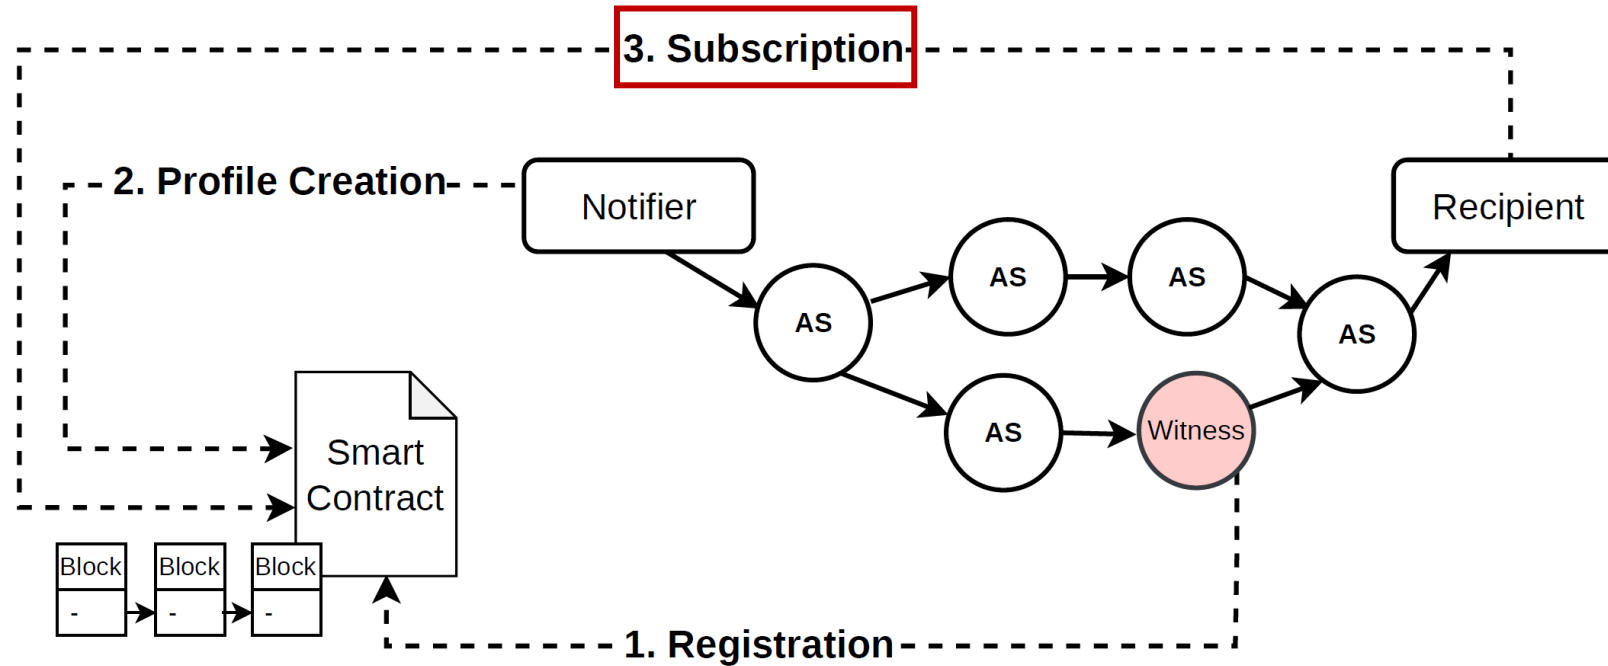 3. Subscription
2. Profile Creation
Notifier
Recipient
AS
AS
AS
AS
AS
Witness
Smart
Contract
Block
Block
Block
-
-
-
1. Registration